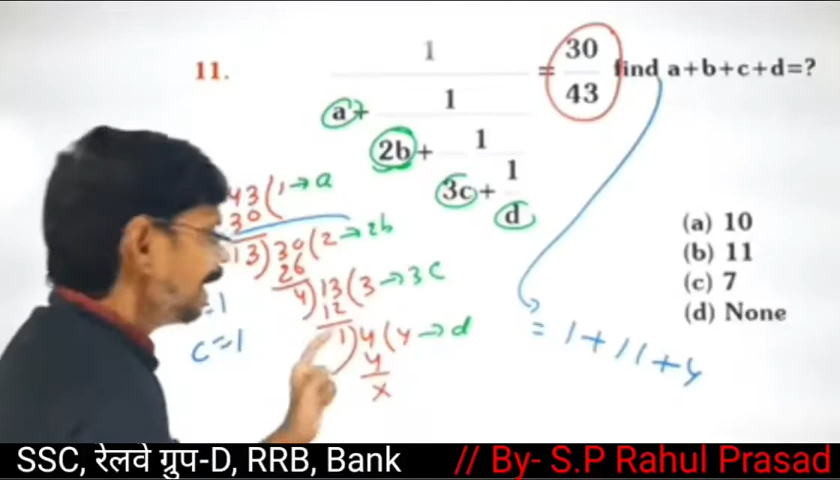 11.
1
a + 1
2b + 1
3c + 1
d
= 30
43
find a+b+c+d=?
(a) 10
(b) 11
(c) 7
(d) None
43(1→a
30
13)30(2→2b
26
4)13(3→3c
12
1)4(4→d
4
x
=1
c=1
= 1+11+4
SSC, रेलवे ग्रुप-D, RRB, Bank // By- S.P Rahul Prasad